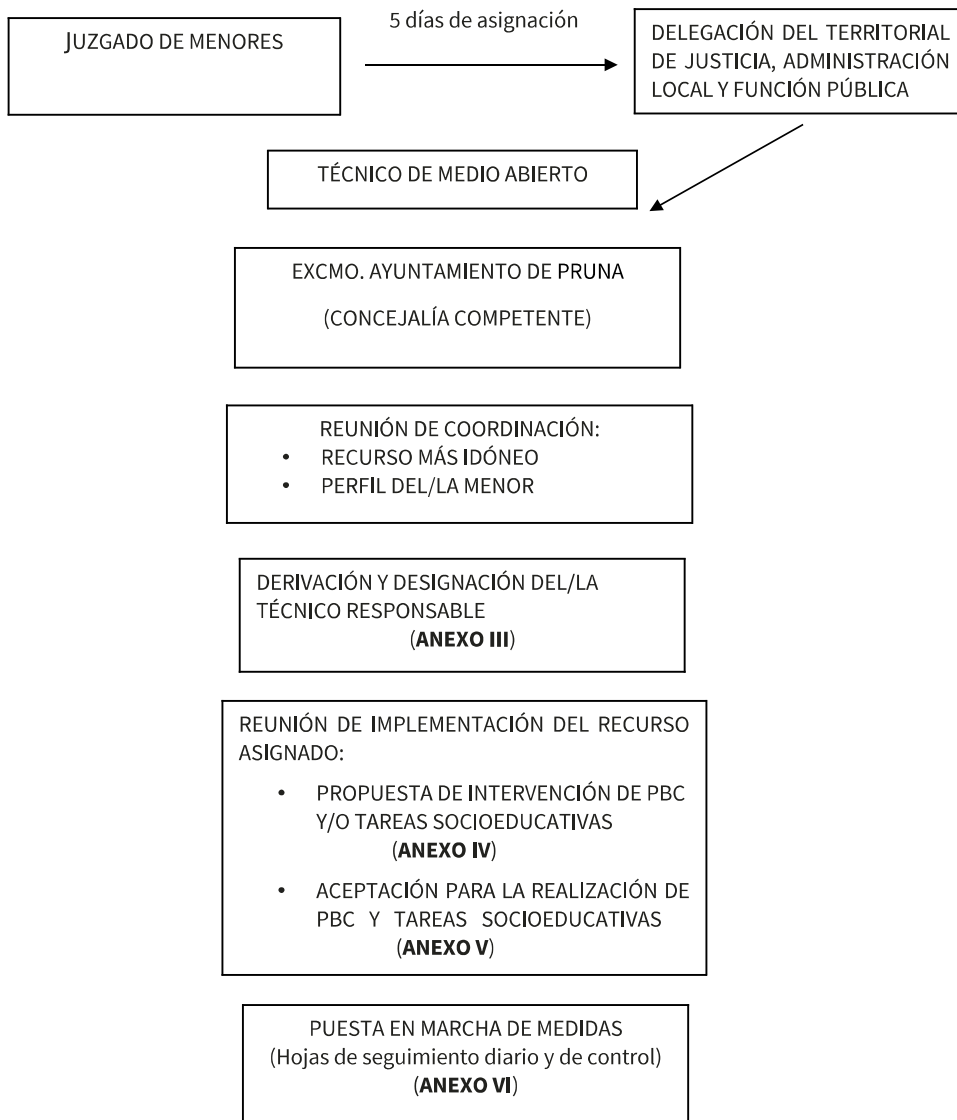 JUZGADO DE MENORES
5 días de asignación
DELEGACIÓN DEL TERRITORIAL
DE JUSTICIA, ADMINISTRACIÓN
LOCAL Y FUNCIÓN PÚBLICA
TÉCNICO DE MEDIO ABIERTO
EXCMO. AYUNTAMIENTO DE PRUNA
(CONCEJALÍA COMPETENTE)
REUNIÓN DE COORDINACIÓN:
• RECURSO MÁS IDÓNEO
• PERFIL DEL/LA MENOR
DERIVACIÓN Y DESIGNACIÓN DEL/LA
TÉCNICO RESPONSABLE
(ANEXO III)
REUNIÓN DE IMPLEMENTACIÓN DEL RECURSO
ASIGNADO:
• PROPUESTA DE INTERVENCIÓN DE PBC
Y/O TAREAS SOCIOEDUCATIVAS
(ANEXO IV)
• ACEPTACIÓN PARA LA REALIZACIÓN DE
PBC Y TAREAS SOCIOEDUCATIVAS
(ANEXO V)
PUESTA EN MARCHA DE MEDIDAS
(Hojas de seguimiento diario y de control)
(ANEXO VI)